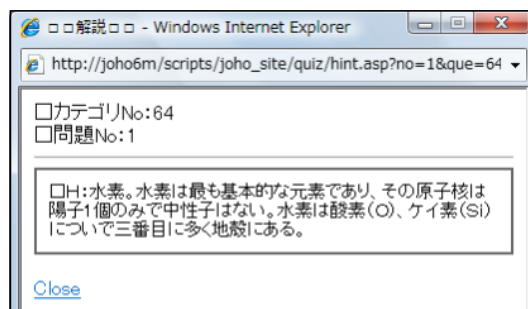 □□解説□□ - Windows Internet Explorer
http://joho6m/scripts/joho_site/quiz/hint.asp?no=1&que=64
□カテゴリNo:64
□問題No:1
□H:水素。水素は最も基本的な元素であり、その原子核は
陽子1個のみで中性子はない。水素は酸素(O)、ケイ素(Si)
についで三番目に多く地殻にある。
Close